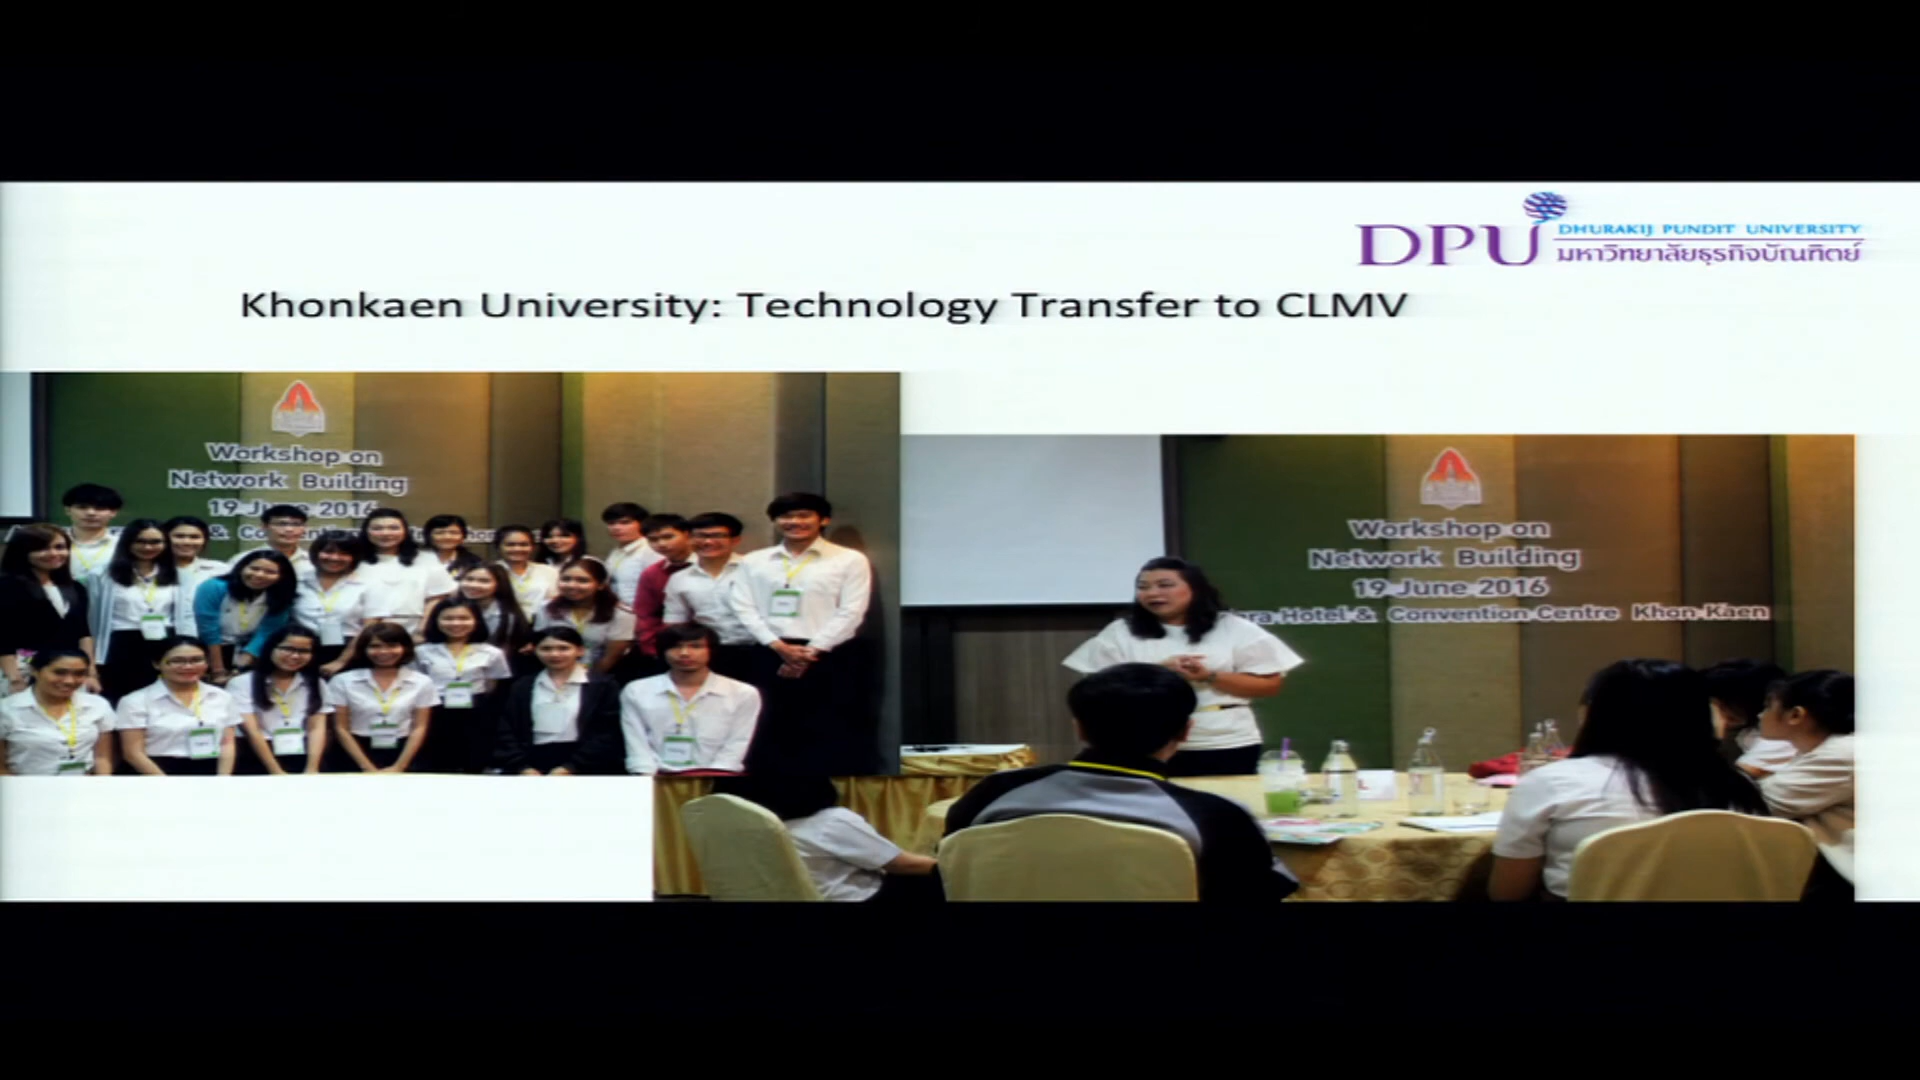 DPU
DHURAKIJ PUNDIT UNIVERSITY
มหาวิทยาลัยธุรกิจบัณฑิตย์
Khonkaen University: Technology Transfer to CLMV
Workshop on
Network Building
19 June 2016
&
Workshop on
Network Building
19 June 2016
Hotel & Convention Centre Khon Kaen